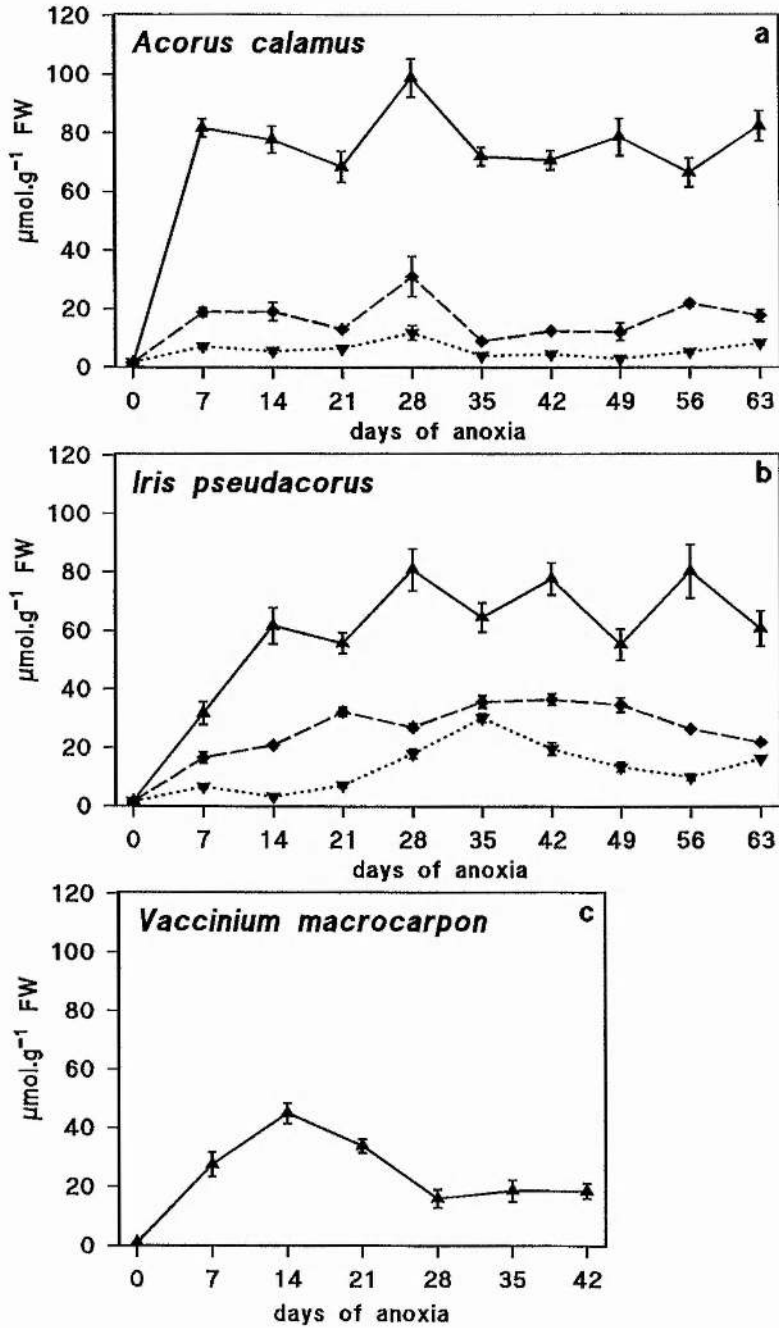 120
Acorus calamus
a
100
80
60
40
20
0
µmol.g⁻¹ FW
0 7 14 21 28 35 42 49 56 63
days of anoxia
120
Iris pseudacorus
b
100
80
60
40
20
0
µmol.g⁻¹ FW
0 7 14 21 28 35 42 49 56 63
days of anoxia
120
Vaccinium macrocarpon
c
100
80
60
40
20
0
µmol.g⁻¹ FW
0 7 14 21 28 35 42
days of anoxia